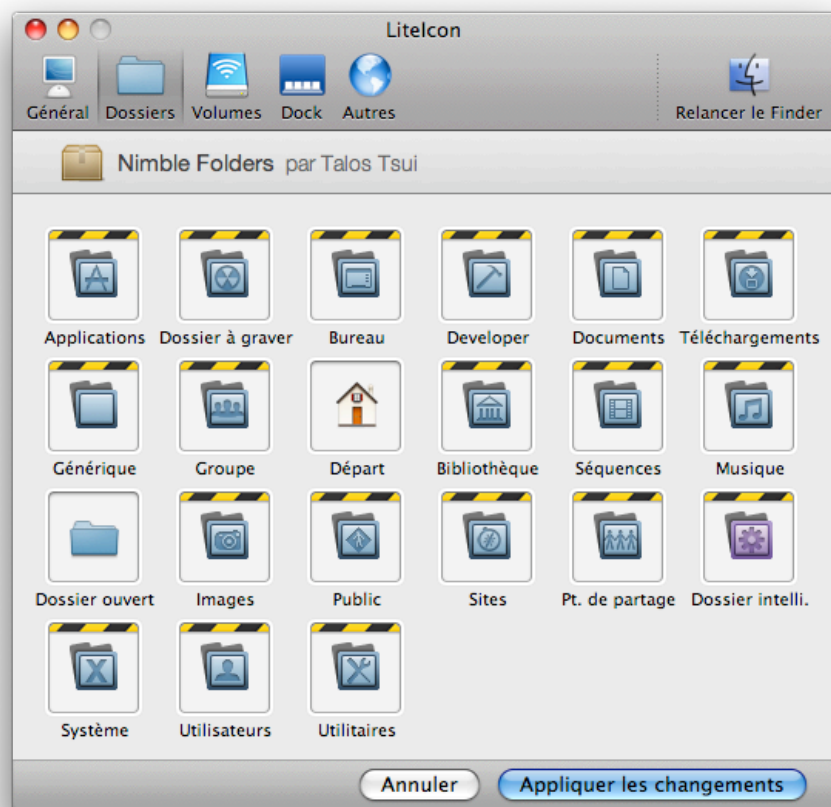 LiteIcon
Général Dossiers Volumes Dock Autres Relancer le Finder
Nimble Folders par Talos Tsui
Applications Dossier à graver Bureau Developer Documents Téléchargements
Générique Groupe Départ Bibliothèque Séquences Musique
Dossier ouvert Images Public Sites Pt. de partage Dossier intelli.
Système Utilisateurs Utilitaires
Annuler Appliquer les changements